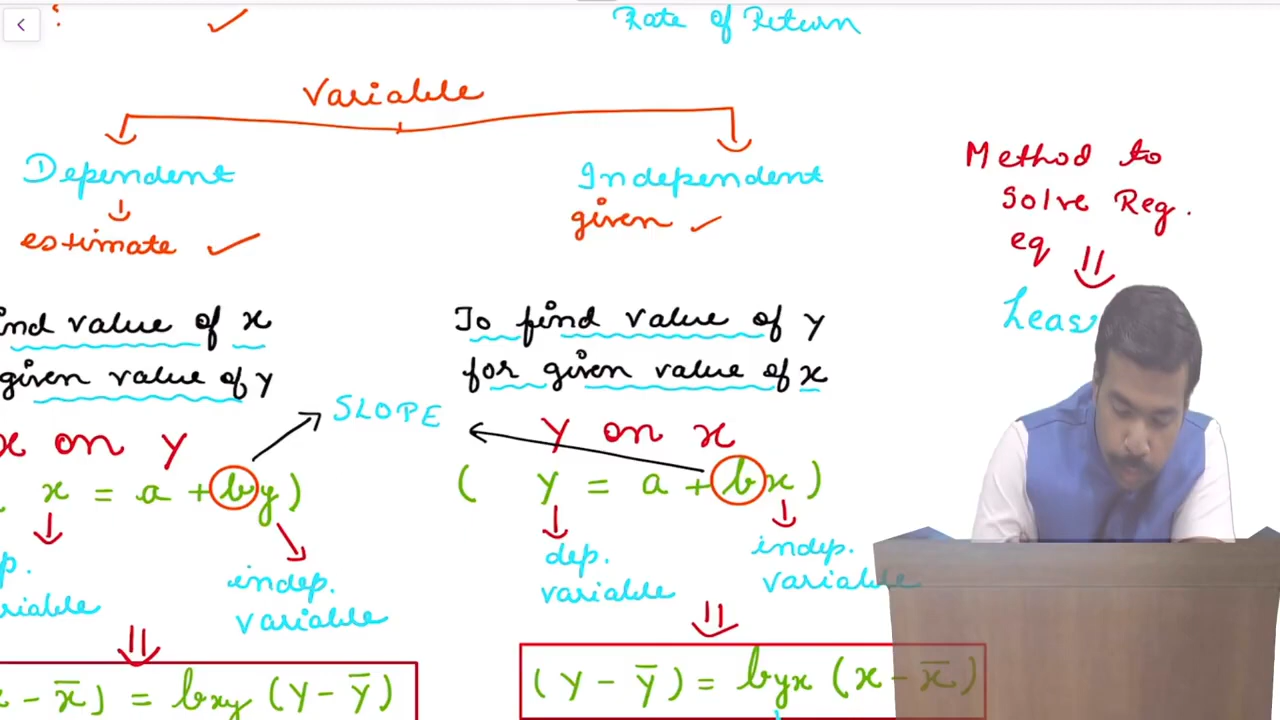 Rate of Return
Variable
Dependent
Independent
estimate
given
Method to
Solve Reg.
eq
value of x
given value of y
To find value of y
for given value of x
SLOPE
x on y
x = a + by)
Y on x
( y = a + bx)
indep.
variable
dep.
variable
indep.
variable
- x̄) = bxy (Y - ȳ)
(Y - ȳ) = byx (x - x̄)